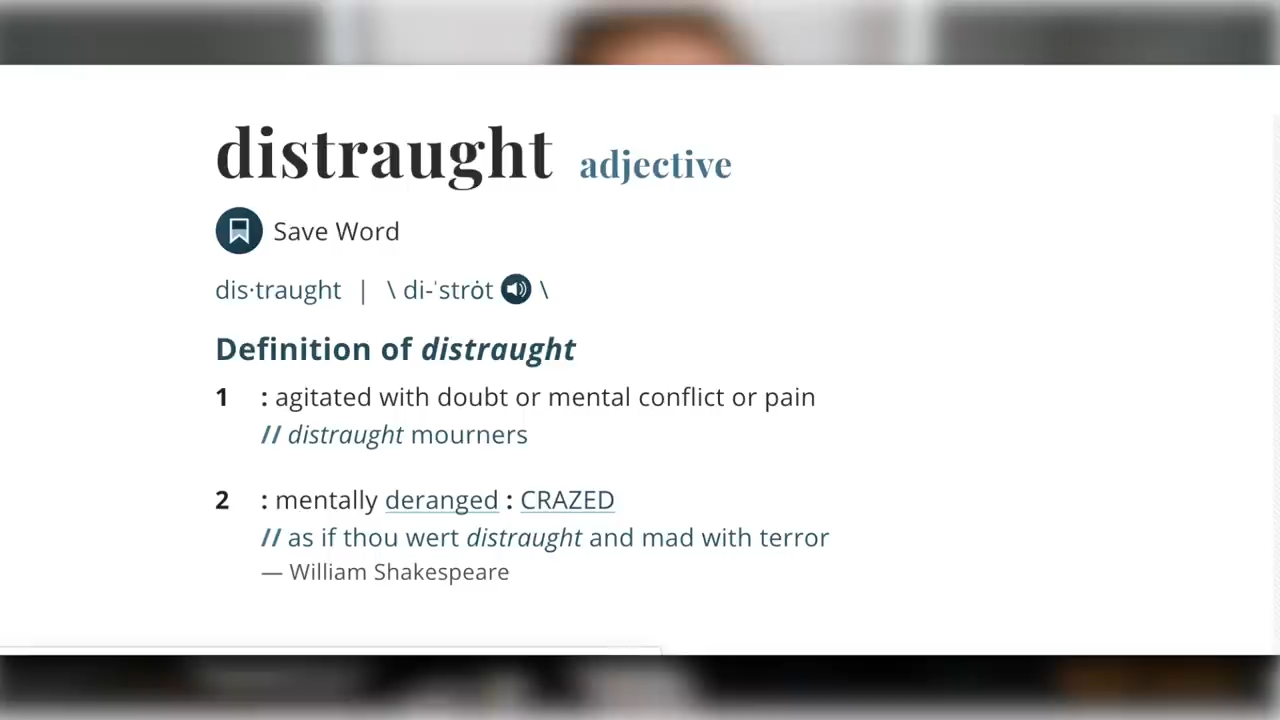 distraught adjective
Save Word
dis·traught | \ di-ˈstrȯt \
Definition of distraught
1 : agitated with doubt or mental conflict or pain
// distraught mourners
2 : mentally deranged : CRAZED
// as if thou wert distraught and mad with terror
— William Shakespeare